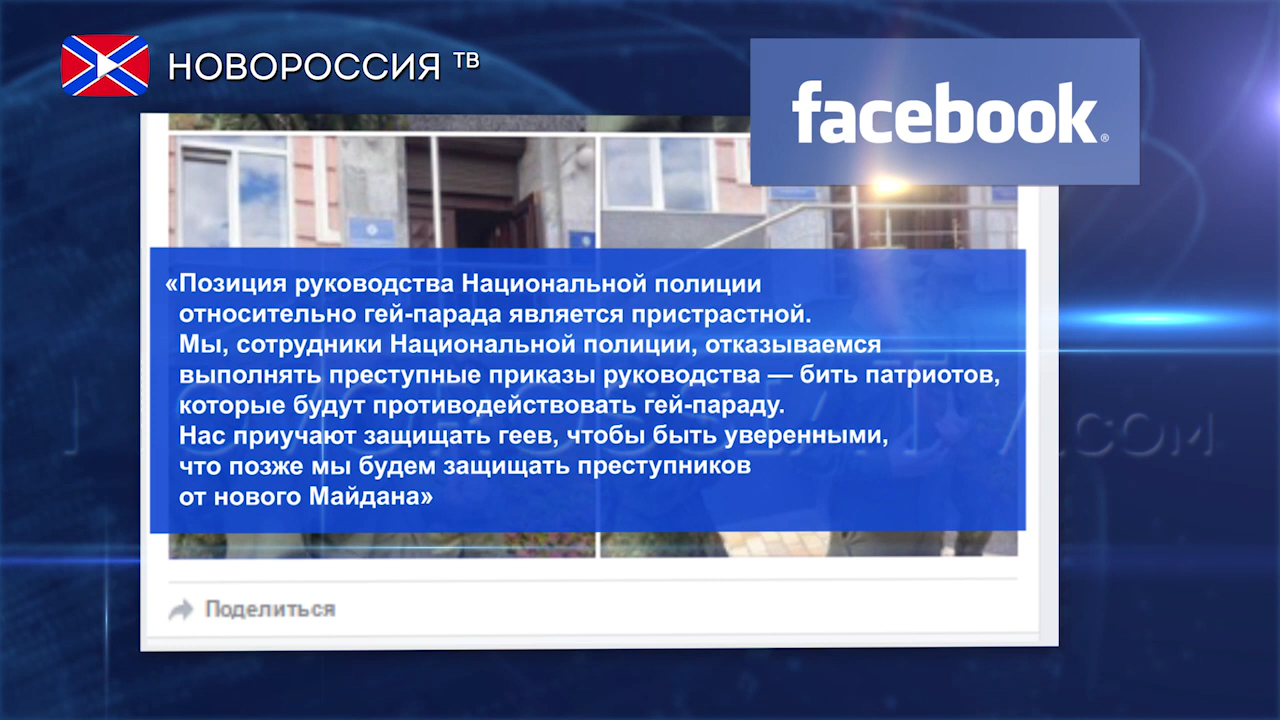 НОВОРОССИЯ ТВ
facebook®
«Позиция руководства Национальной полиции
относительно гей-парада является пристрастной.
Мы, сотрудники Национальной полиции, отказываемся
выполнять преступные приказы руководства — бить патриотов,
которые будут противодействовать гей-параду.
Нас приучают защищать геев, чтобы быть уверенными,
что позже мы будем защищать преступников
от нового Майдана»
.COM
Поделиться